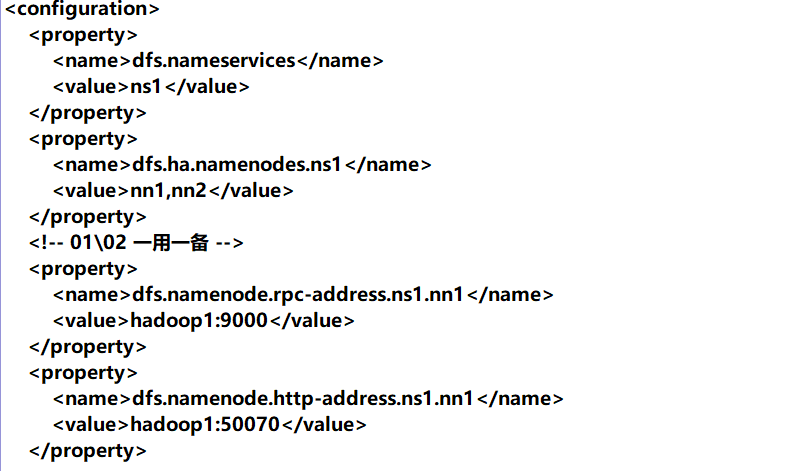 <configuration>
<property>
<name>dfs.nameservices</name>
<value>ns1</value>
</property>
<property>
<name>dfs.ha.namenodes.ns1</name>
<value>nn1,nn2</value>
</property>
<!-- 01\02 一用一备 -->
<property>
<name>dfs.namenode.rpc-address.ns1.nn1</name>
<value>hadoop1:9000</value>
</property>
<property>
<name>dfs.namenode.http-address.ns1.nn1</name>
<value>hadoop1:50070</value>
</property>